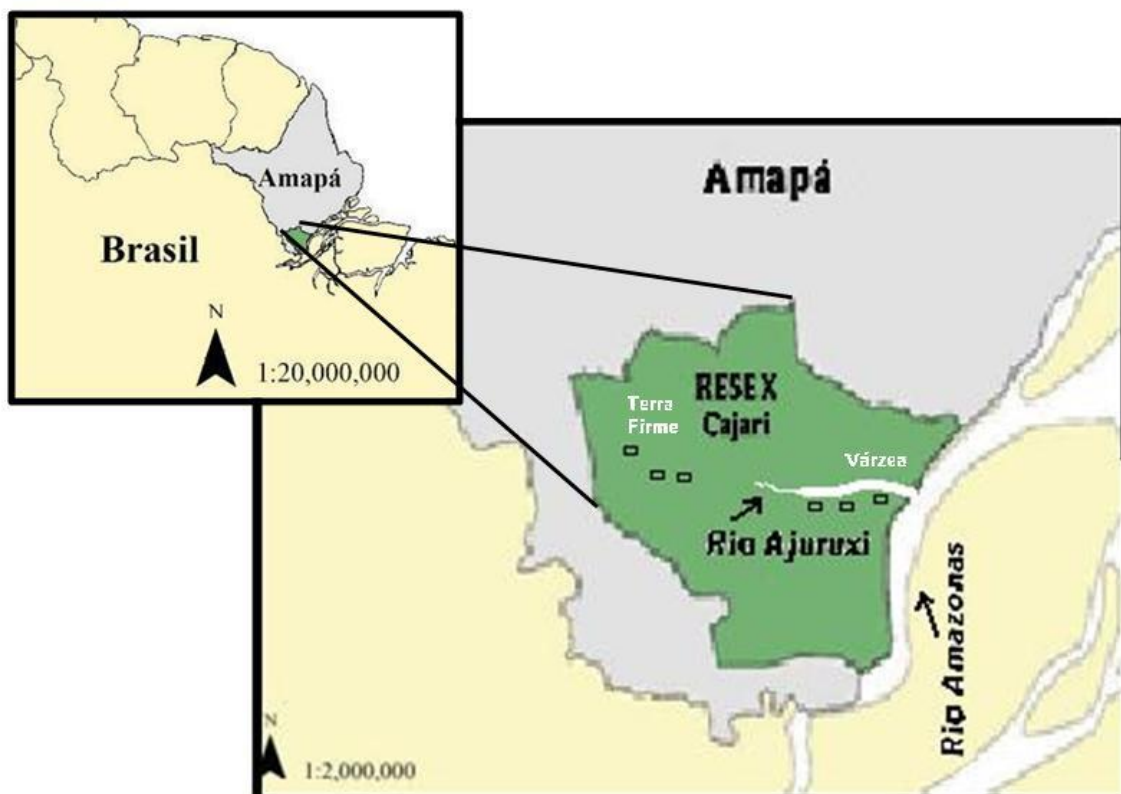 Amapá
Brasil
N
1:20,000,000
Amapá
RESEX
Cajari
Terra
Firme
Várzea
Rio Ajuruxi
Rio Amazonas
N
1:2,000,000